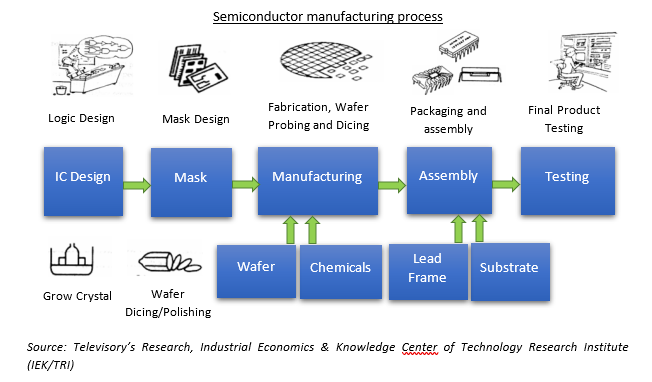 Semiconductor manufacturing process
Logic Design
Mask Design
Fabrication, Wafer
Probing and Dicing
Packaging and
assembly
Final Product
Testing
IC Design
Mask
Manufacturing
Assembly
Testing
Wafer
Chemicals
Lead
Frame
Substrate
Grow Crystal
Wafer
Dicing/Polishing
Source: Televisory's Research, Industrial Economics & Knowledge Center of Technology Research Institute
(IEK/TRI)